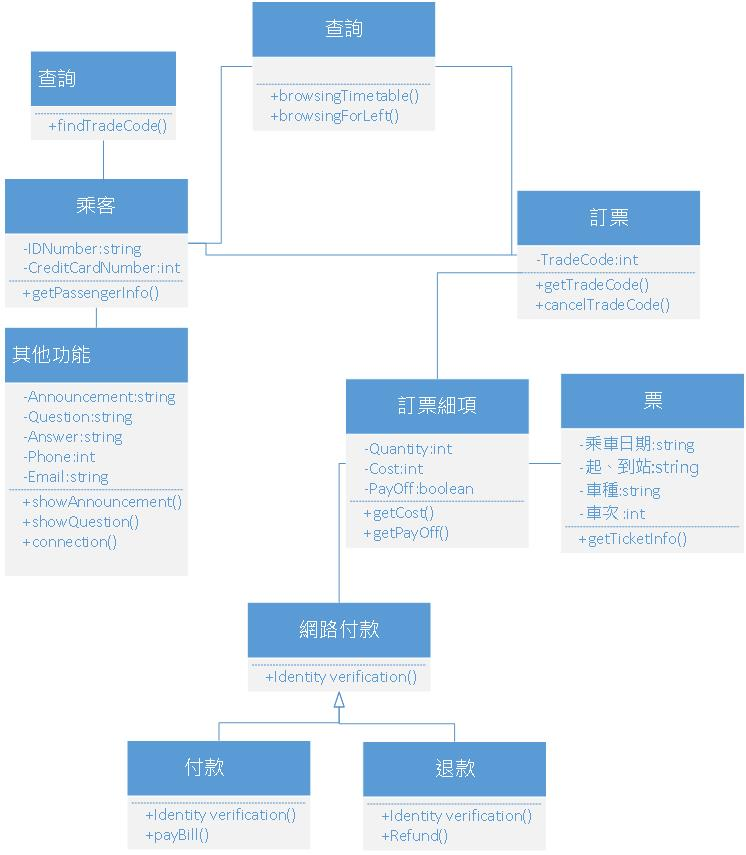 查詢
+browsingTimetable()
+browsingForLeft()
查詢
+findTradeCode()
乘客
-IDNumber:string
-CreditCardNumber:int
+getPassengerInfo()
訂票
-TradeCode:int
+getTradeCode()
+cancelTradeCode()
其他功能
-Announcement:string
-Question:string
-Answer:string
-Phone:int
-Email:string
+showAnnouncement()
+showQuestion()
+connection()
訂票細項
-Quantity:int
-Cost:int
-PayOff:boolean
+getCost()
+getPayOff()
票
-乘車日期:string
-起、到站:string
-車種:string
-車次:int
+getTicketInfo()
網路付款
+Identity verification()
付款
+Identity verification()
+payBill()
退款
+Identity verification()
+Refund()